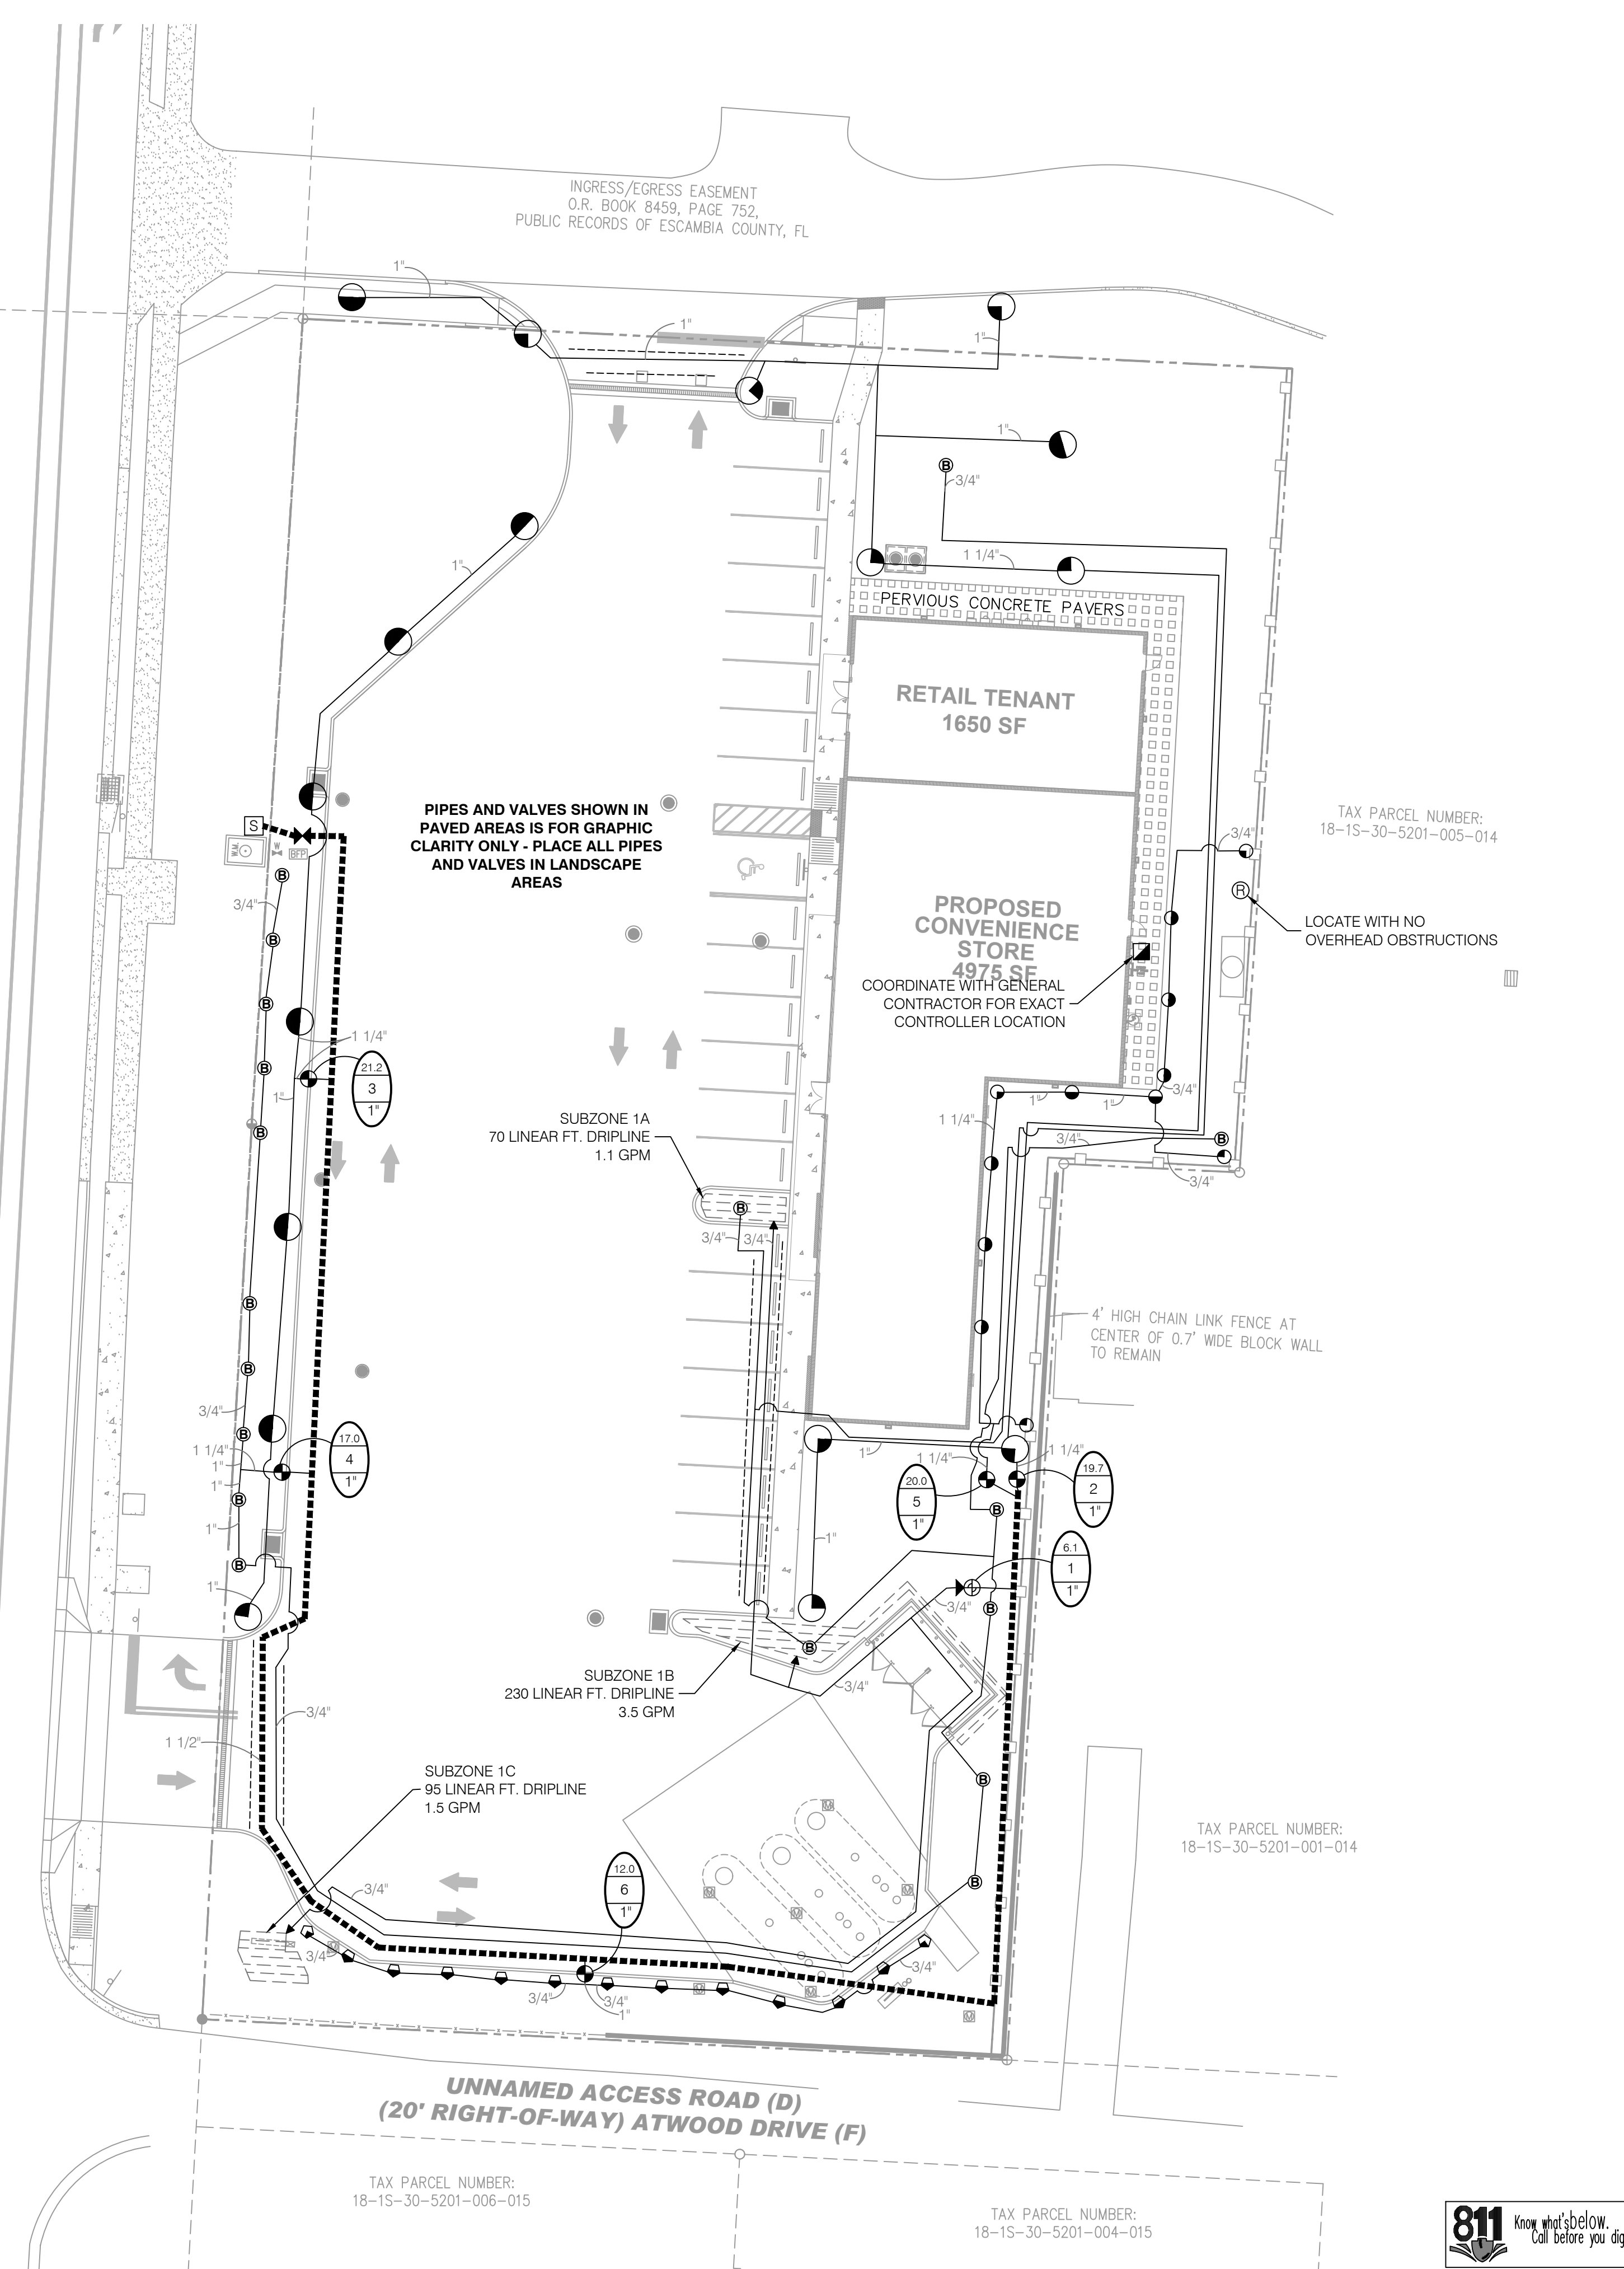 INGRESS/EGRESS EASEMENT
O.R. BOOK 8459, PAGE 752,
PUBLIC RECORDS OF ESCAMBIA COUNTY, FL
1"
1"
1"
1"
B
3/4"
1 1/4"
PERVIOUS CONCRETE PAVERS
1"
RETAIL TENANT
1650 SF
PIPES AND VALVES SHOWN IN
PAVED AREAS IS FOR GRAPHIC
CLARITY ONLY - PLACE ALL PIPES
AND VALVES IN LANDSCAPE
AREAS
TAX PARCEL NUMBER:
18-1S-30-5201-005-014
S
W.M.
W
BFP
3/4"
B
3/4"
R
LOCATE WITH NO
OVERHEAD OBSTRUCTIONS
PROPOSED
CONVENIENCE
STORE
4975 SF
COORDINATE WITH GENERAL
CONTRACTOR FOR EXACT
CONTROLLER LOCATION
B
B
B
B
1 1/4"
21.2
3
1"
1"
SUBZONE 1A
70 LINEAR FT. DRIPLINE
1.1 GPM
1 1/4"
1"
1"
3/4"
3/4"
B
3/4"
B
3/4"
3/4"
4' HIGH CHAIN LINK FENCE AT
CENTER OF 0.7' WIDE BLOCK WALL
TO REMAIN
B
B
B
3/4"
1 1/4"
1"
1"
17.0
4
1"
B
1"
B
1"
1"
1 1/4"
1 1/4"
20.0
5
1"
19.7
2
1"
B
1"
6.1
1
1"
3/4"
B
B
SUBZONE 1B
230 LINEAR FT. DRIPLINE
3.5 GPM
3/4"
3/4"
1 1/2"
SUBZONE 1C
95 LINEAR FT. DRIPLINE
1.5 GPM
B
B
TAX PARCEL NUMBER:
18-1S-30-5201-001-014
3/4"
12.0
6
1"
3/4"
3/4"
3/4"
1"
3/4"
UNNAMED ACCESS ROAD (D)
(20' RIGHT-OF-WAY) ATWOOD DRIVE (F)
TAX PARCEL NUMBER:
18-1S-30-5201-006-015
TAX PARCEL NUMBER:
18-1S-30-5201-004-015
811
Know what's below.
Call before you dig